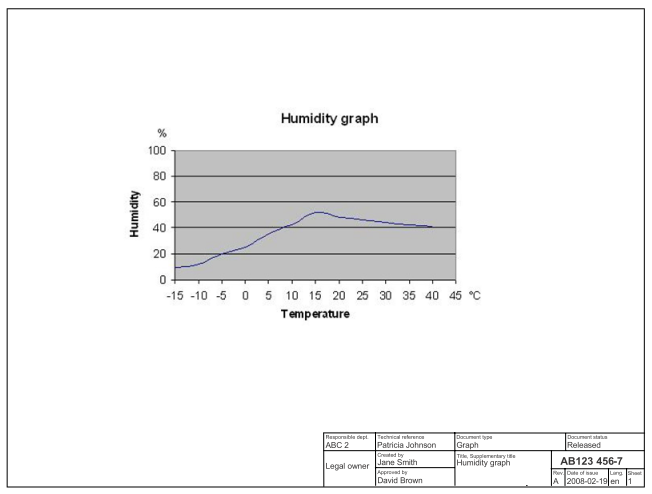 Humidity graph
%
100
80
60
40
20
0
Humidity
-15 -10 -5 0 5 10 15 20 25 30 35 40 45 °C
Temperature
Responsible dept. Technical reference Document type Document status
ABC 2 Patricia Johnson Graph Released
Legal owner
Created by
Jane Smith
Approved by
David Brown
Title, Supplementary title
Humidity graph
AB123 456-7
Rev. Date of issue Lang. Sheet
A 2008-02-19 en 1